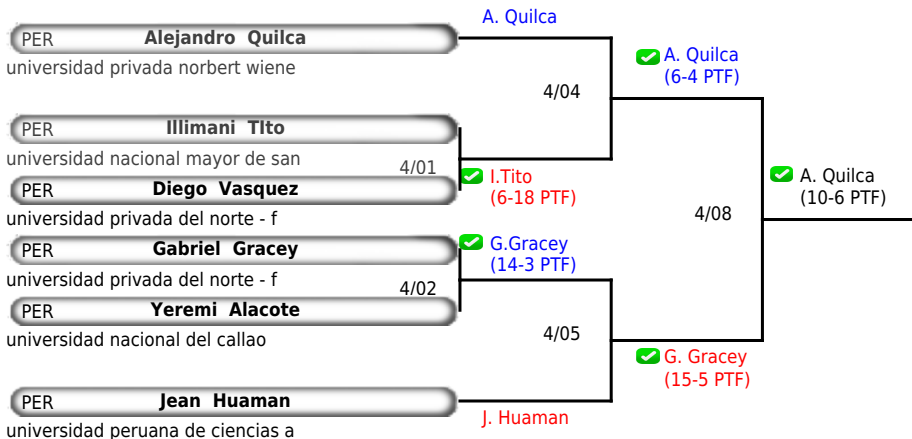 A. Quilca
PER Alejandro Quilca
universidad privada norbert wiene
A. Quilca
(6-4 PTF)
4/04
PER Illimani TIto
universidad nacional mayor de san
4/01
I.Tito
(6-18 PTF)
PER Diego Vasquez
universidad privada del norte - f
A. Quilca
(10-6 PTF)
4/08
PER Gabriel Gracey
universidad privada del norte - f
G.Gracey
(14-3 PTF)
4/02
PER Yeremi Alacote
universidad nacional del callao
4/05
G. Gracey
(15-5 PTF)
PER Jean Huaman
universidad peruana de ciencias a
J. Huaman